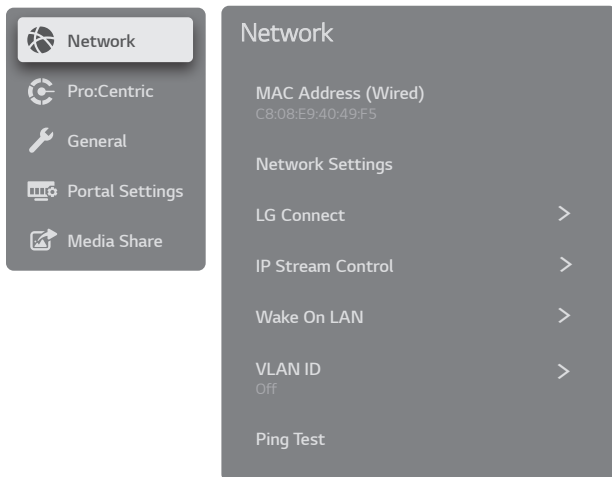 Network
Pro:Centric
General
Portal Settings
Media Share
Network
MAC Address (Wired)
C8:08:E9:40:49:F5
Network Settings
LG Connect
IP Stream Control
Wake On LAN
VLAN ID
Off
Ping Test